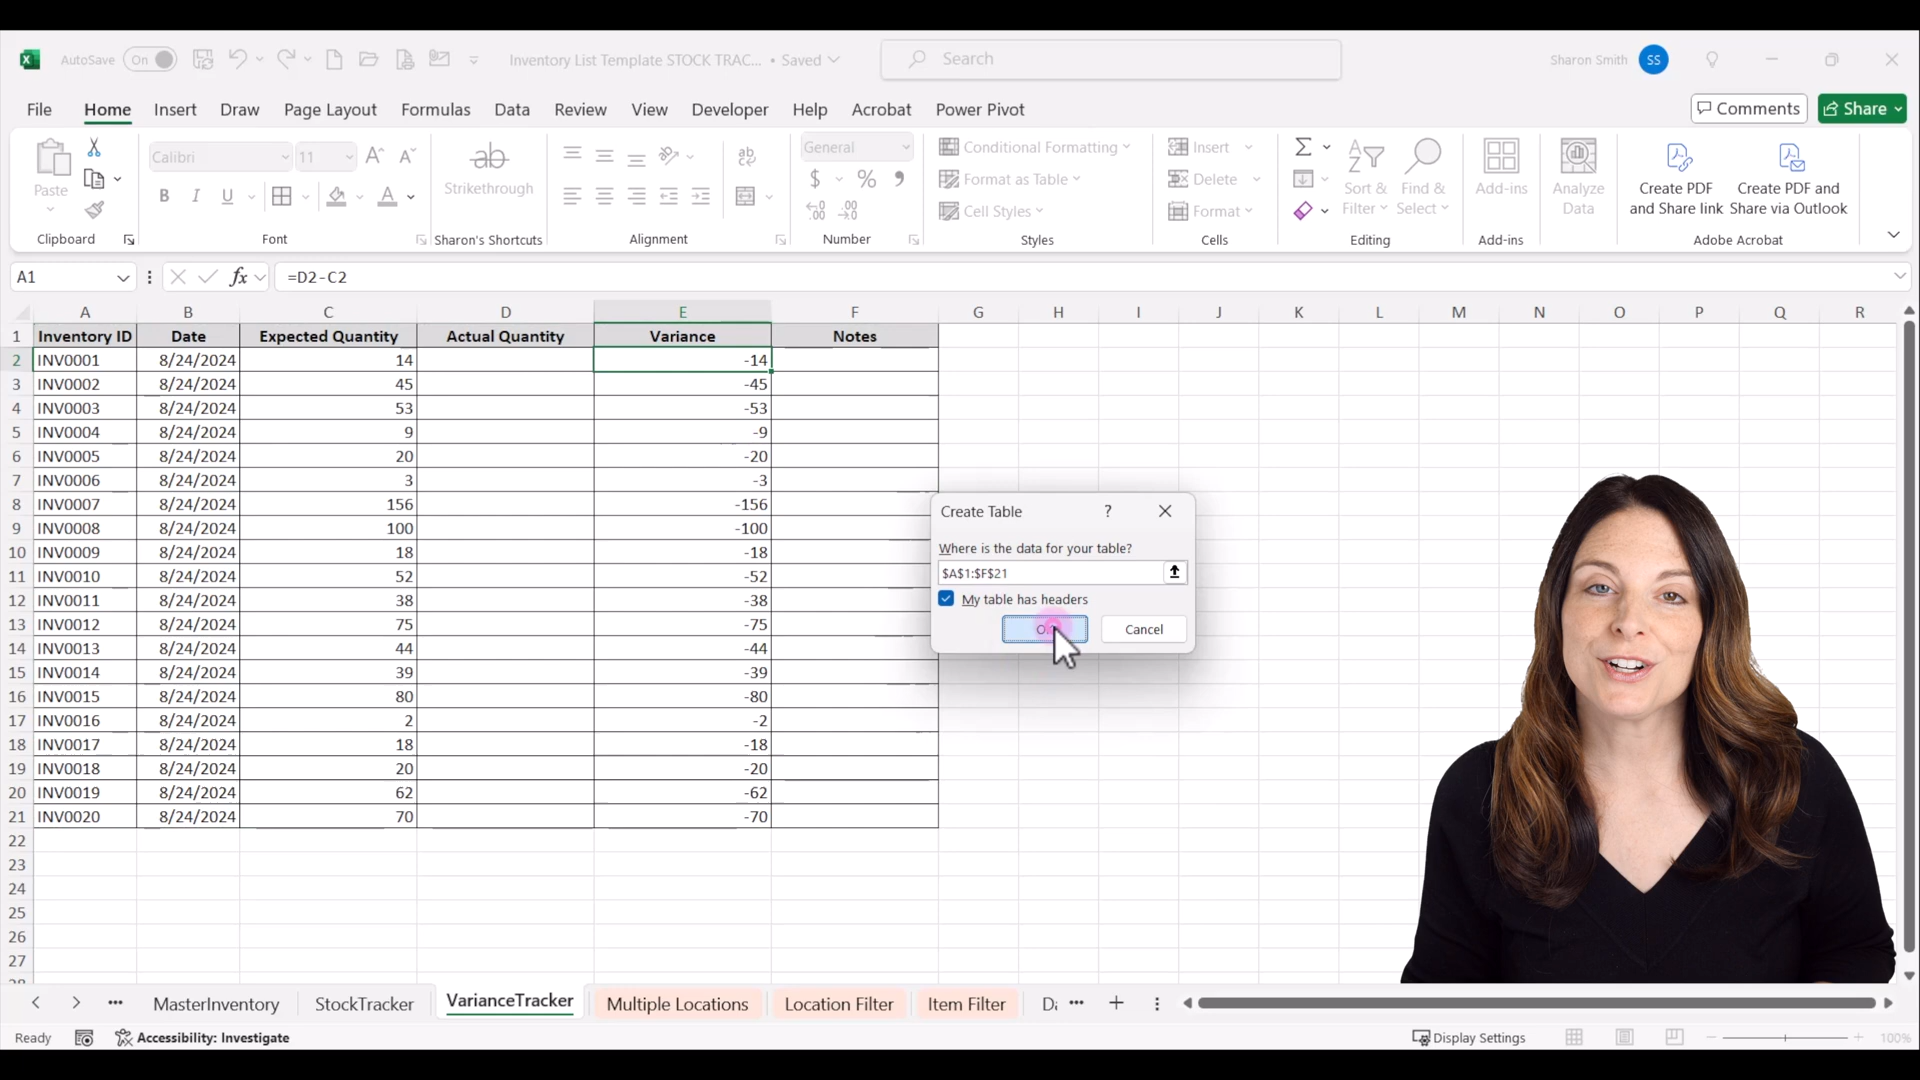 AutoSave On Inventory List Template STOCK TRAC... • Saved Search Sharon Smith SS
File Home Insert Draw Page Layout Formulas Data Review View Developer Help Acrobat Power Pivot Comments Share
Paste
Clipboard
Calibri 11
B I U
Font
ab
Strikethrough
Sharon's Shortcuts
Alignment
General
$ % 9
Number
Conditional Formatting
Format as Table
Cell Styles
Styles
Insert
Delete
Format
Cells
Sort &
Filter
Find &
Select
Editing
Add-ins
Add-ins
Analyze
Data
Create PDF
and Share link
Create PDF and
Share via Outlook
Adobe Acrobat
A1 fx =D2-C2
A B C D E F G H I J K L M N O P Q R
1 Inventory ID Date Expected Quantity Actual Quantity Variance Notes
2 INV0001 8/24/2024 14 -14
3 INV0002 8/24/2024 45 -45
4 INV0003 8/24/2024 53 -53
5 INV0004 8/24/2024 9 -9
6 INV0005 8/24/2024 20 -20
7 INV0006 8/24/2024 3 -3
8 INV0007 8/24/2024 156 -156
9 INV0008 8/24/2024 100 -100
10 INV0009 8/24/2024 18 -18
11 INV0010 8/24/2024 52 -52
12 INV0011 8/24/2024 38 -38
13 INV0012 8/24/2024 75 -75
14 INV0013 8/24/2024 44 -44
15 INV0014 8/24/2024 39 -39
16 INV0015 8/24/2024 80 -80
17 INV0016 8/24/2024 2 -2
18 INV0017 8/24/2024 18 -18
19 INV0018 8/24/2024 20 -20
20 INV0019 8/24/2024 62 -62
21 INV0020 8/24/2024 70 -70
22
23
24
25
26
27
Create Table ?
Where is the data for your table?
$A$1:$F$21
My table has headers
Cancel
MasterInventory StockTracker VarianceTracker Multiple Locations Location Filter Item Filter
Ready Accessibility: Investigate Display Settings 100%